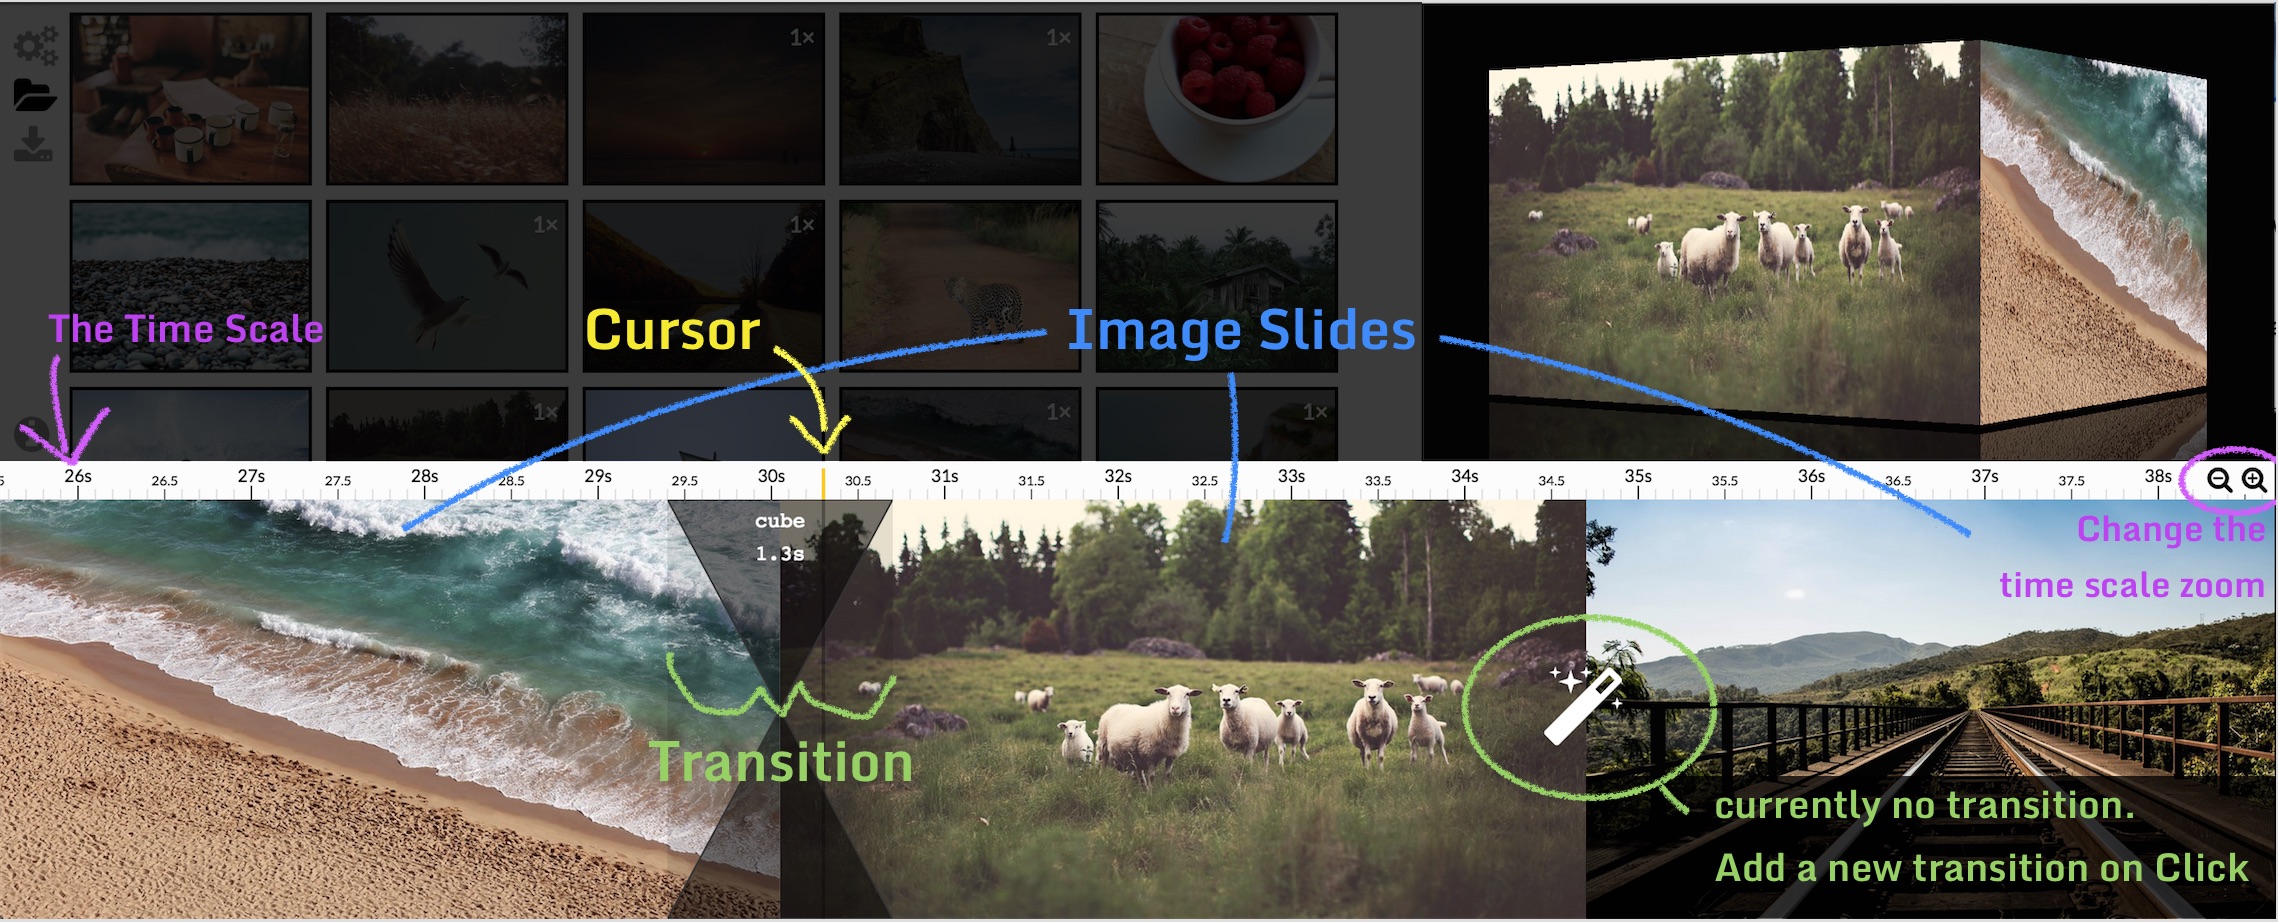 1×
1×
1×
1×
The Time Scale
Cursor
Image Slides
1×
1×
1×
26s
26.5
27s
27.5
28s
28.5
29s
29.5
30s
30.5
31s
31.5
32s
32.5
33s
33.5
34s
34.5
35s
35.5
36s
36.5
37s
37.5
38s
cube
1.3s
Change the
time scale zoom
Transition
currently no transition.
Add a new transition on Click